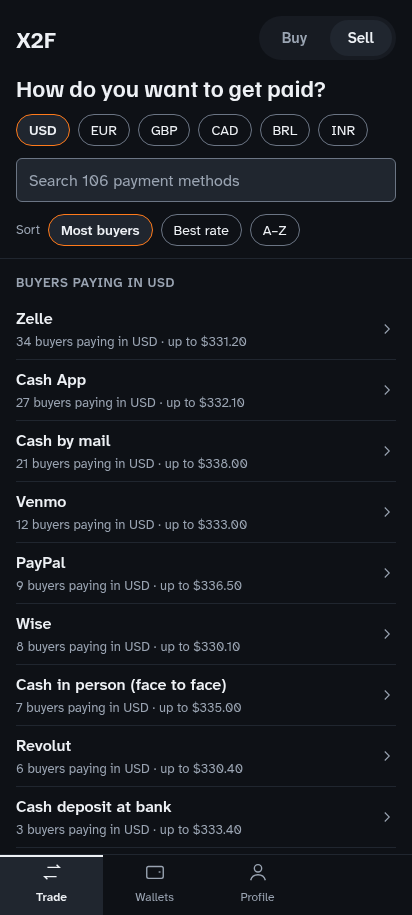 X2F
Buy
Sell
How do you want to get paid?
USD
EUR
GBP
CAD
BRL
INR
Search 106 payment methods
Sort
Most buyers
Best rate
A–Z
BUYERS PAYING IN USD
Zelle
34 buyers paying in USD · up to $331.20
Cash App
27 buyers paying in USD · up to $332.10
Cash by mail
21 buyers paying in USD · up to $338.00
Venmo
12 buyers paying in USD · up to $333.00
PayPal
9 buyers paying in USD · up to $336.50
Wise
8 buyers paying in USD · up to $330.10
Cash in person (face to face)
7 buyers paying in USD · up to $335.00
Revolut
6 buyers paying in USD · up to $330.40
Cash deposit at bank
3 buyers paying in USD · up to $333.40
Trade
Wallets
Profile